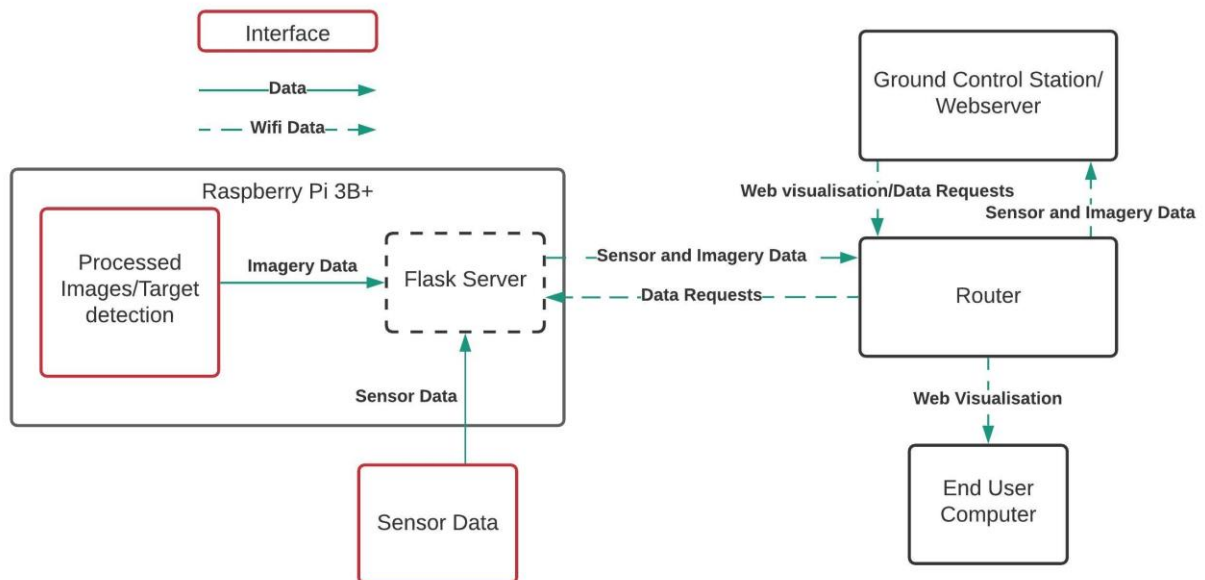 Interface
Data
Wifi Data
Ground Control Station/
Webserver
Raspberry Pi 3B+
Web visualisation/Data Requests
Sensor and Imagery Data
Processed
Images/Target
detection
Imagery Data
Flask Server
Sensor and Imagery Data
Data Requests
Router
Sensor Data
Web Visualisation
Sensor Data
End User
Computer